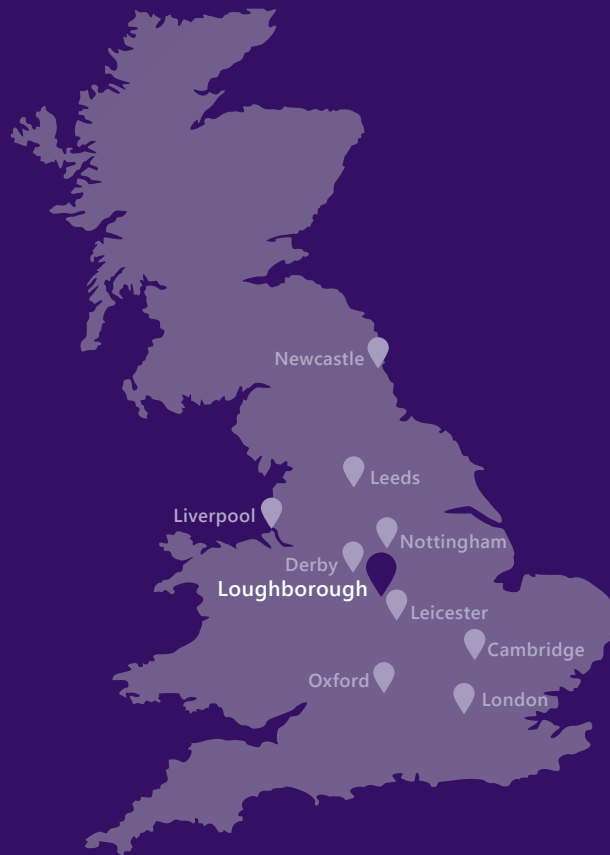 Newcastle
Leeds
Liverpool
Nottingham
Derby
Loughborough
Leicester
Cambridge
Oxford
London